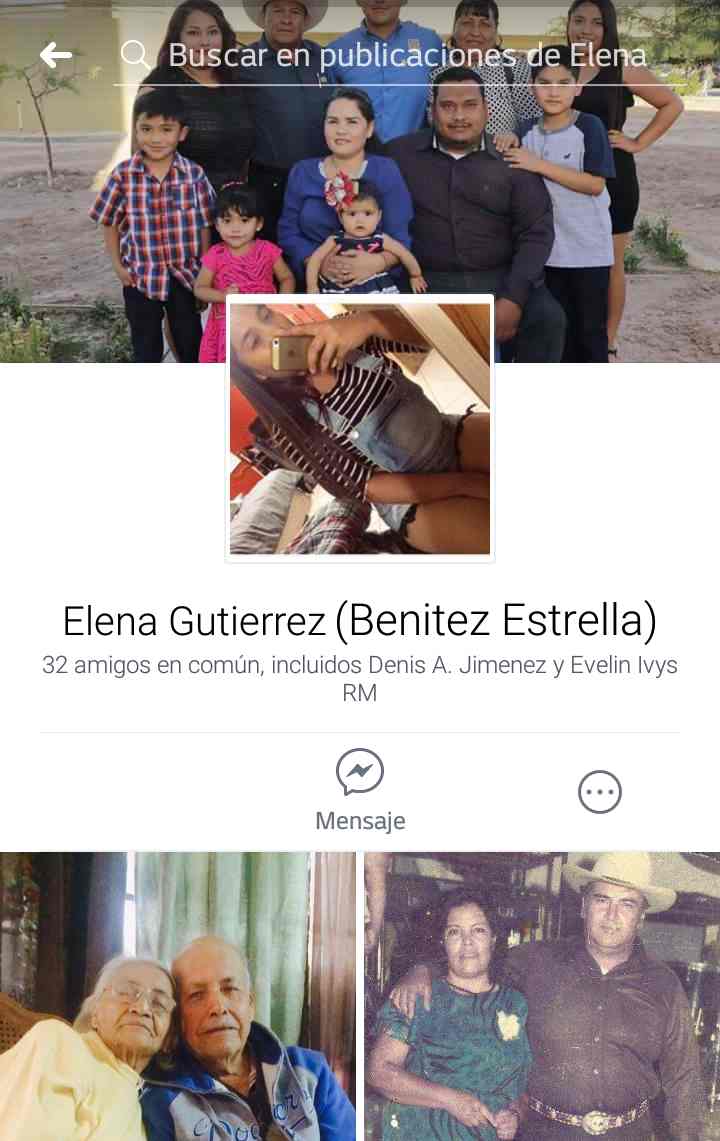 Buscar en publicaciones de Elena
Elena Gutierrez (Benitez Estrella)
32 amigos en común, incluidos Denis A. Jimenez y Evelin Ivys
RM
Mensaje